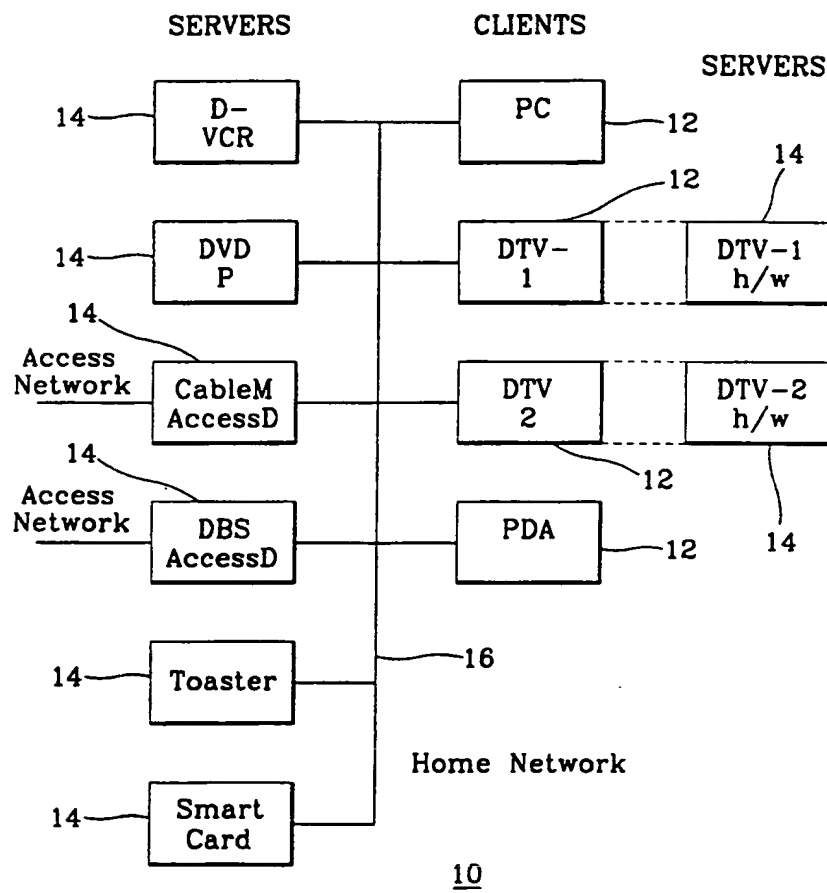 SERVERS
CLIENTS
SERVERS
14
D-
VCR
PC
12
14
DVD
P
12
DTV-
1
14
DTV-1
h/w
14
Access
Network
CableM
AccessD
DTV
2
12
DTV-2
h/w
14
14
Access
Network
DBS
AccessD
PDA
12
14
Toaster
16
Home Network
14
Smart
Card
10